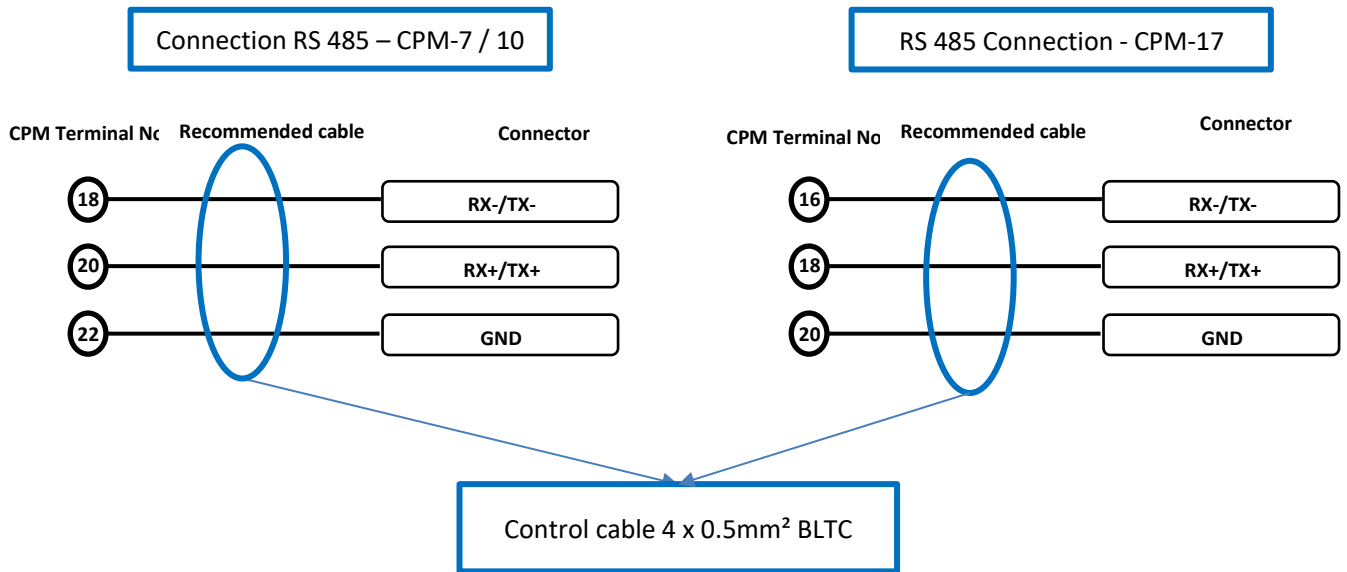 Connection RS 485 – CPM-7 / 10
RS 485 Connection - CPM-17
CPM Terminal No
Recommended cable
Connector
18
RX-/TX-
20
RX+/TX+
22
GND
CPM Terminal No
Recommended cable
Connector
16
RX-/TX-
18
RX+/TX+
20
GND
Control cable 4 x 0.5mm² BLTC